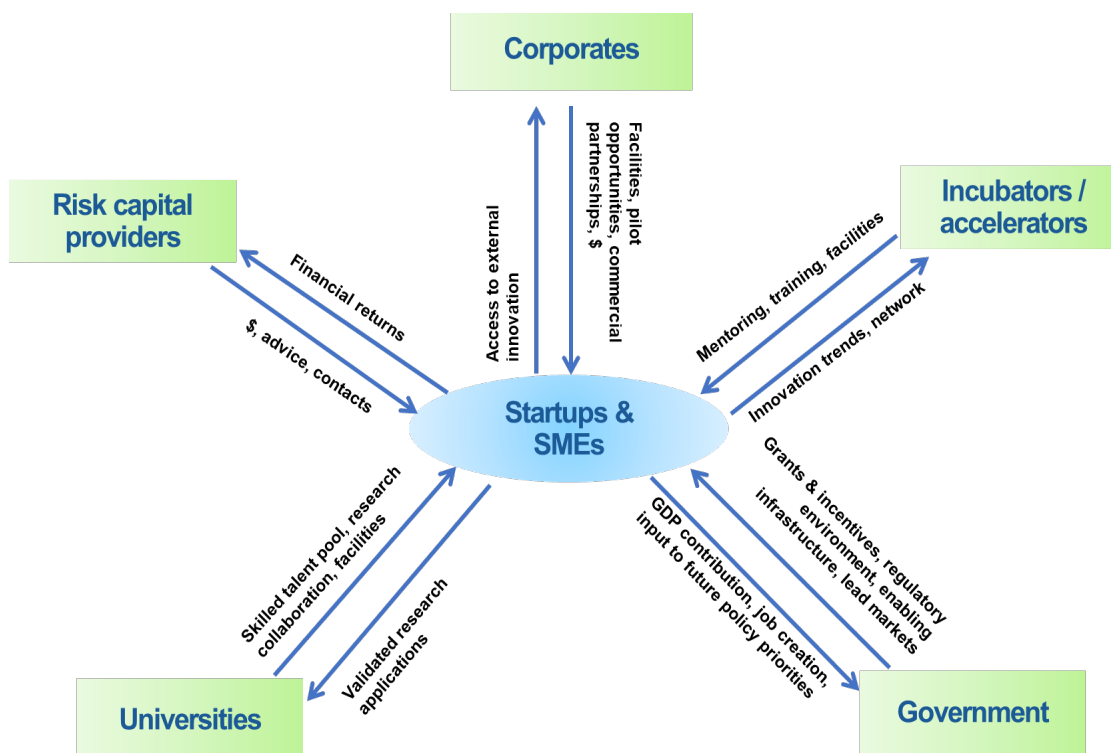 Corporates
Facilities, pilot
opportunities, commercial
partnerships, $
Access to external
innovation
Risk capital
providers
Incubators /
accelerators
Financial returns
$, advice, contacts
Mentoring, training, facilities
Innovation trends, network
Startups &
SMEs
Skilled talent pool, research
collaboration, facilities
Validated research
applications
GDP contribution, job creation,
input to future policy priorities
Grants & incentives, regulatory
environment, enabling
infrastructure, lead markets
Universities
Government